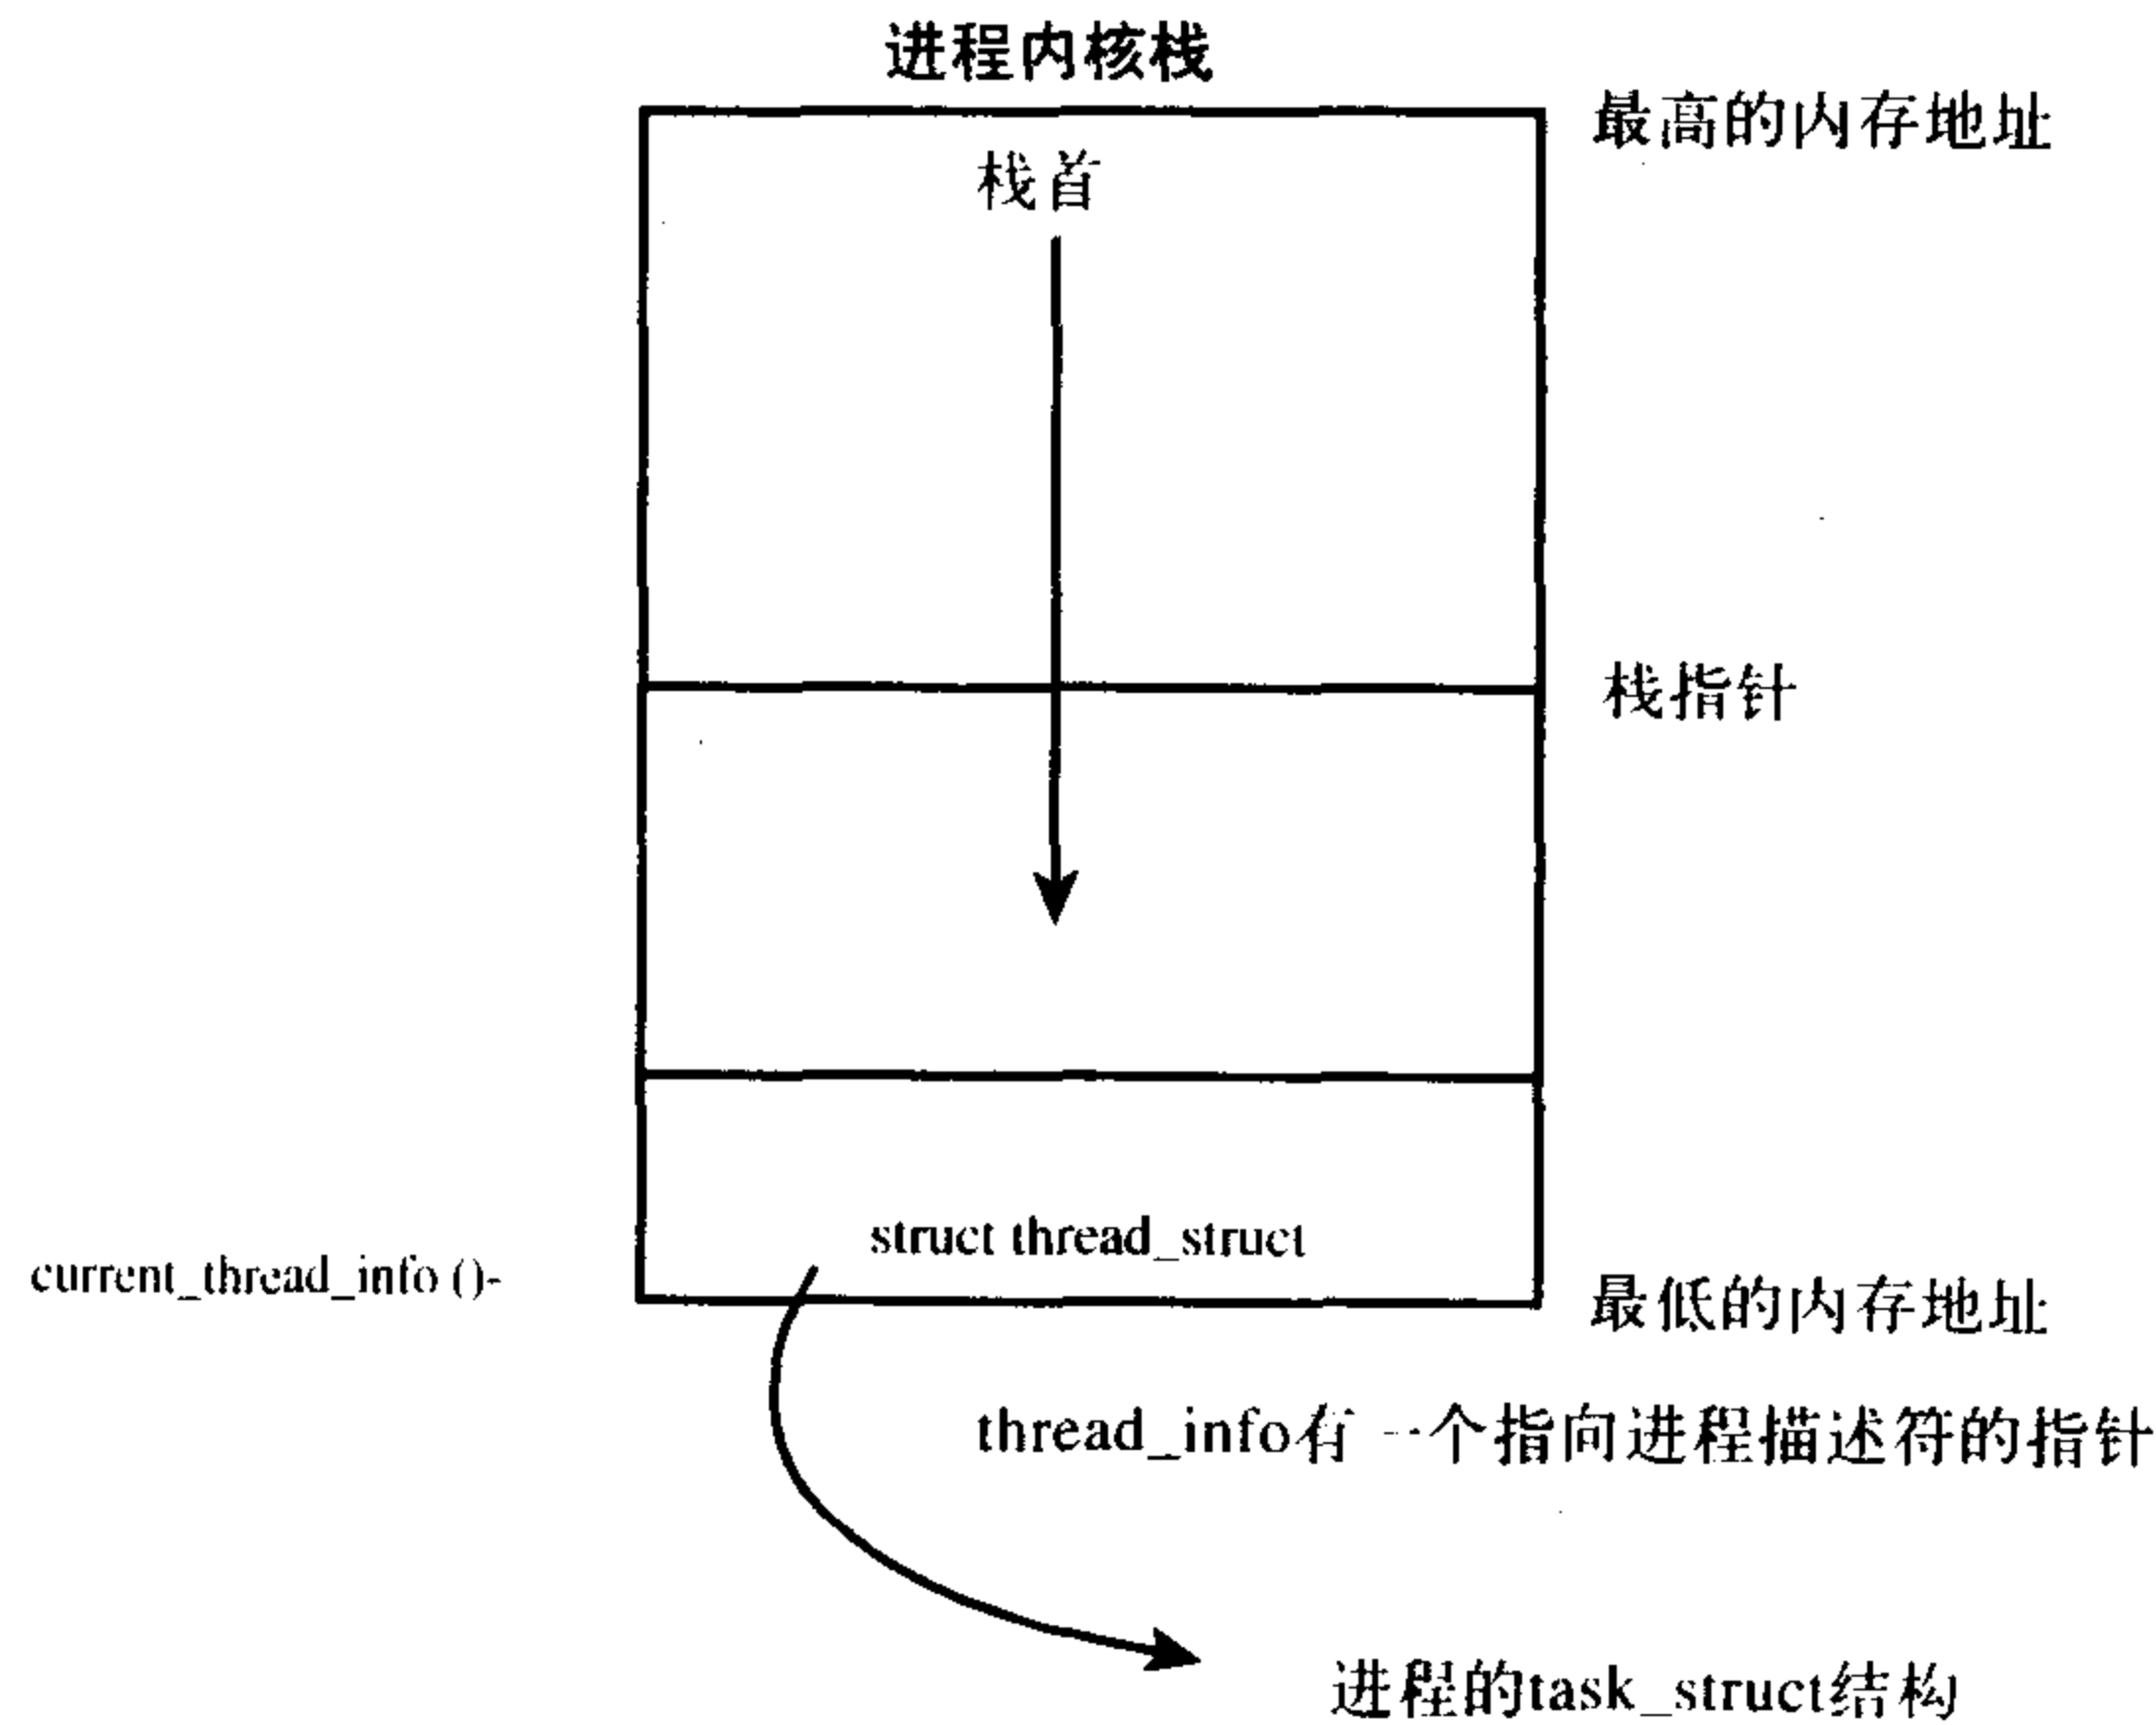 进程内核栈
最高的内存地址
栈首
栈指针
struct thread_struct
current_thread_info ()-
最低的内存地址
thread_info有一个指向进程描述符的指针
进程的task_struct结构